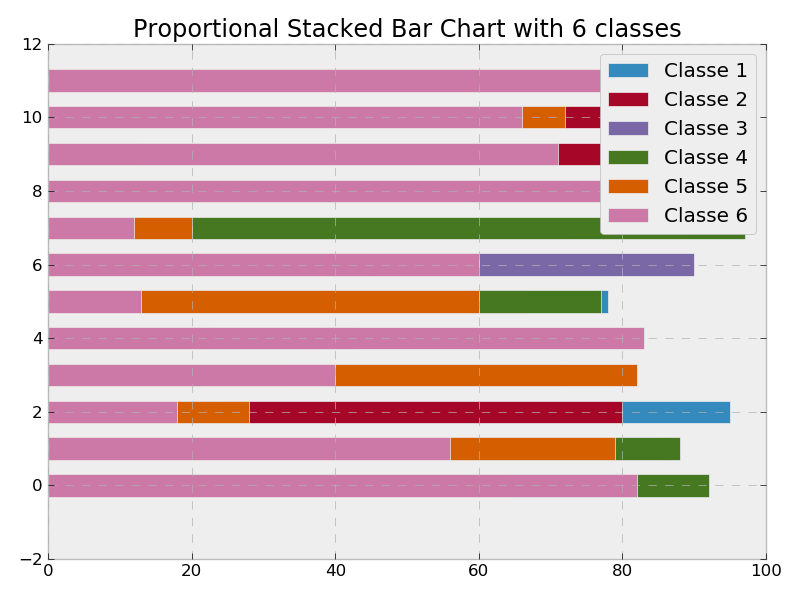 Proportional Stacked Bar Chart with 6 classes
12
10
8
6
4
2
0
−2
Classe 1
Classe 2
Classe 3
Classe 4
Classe 5
Classe 6
0 20 40 60 80 100